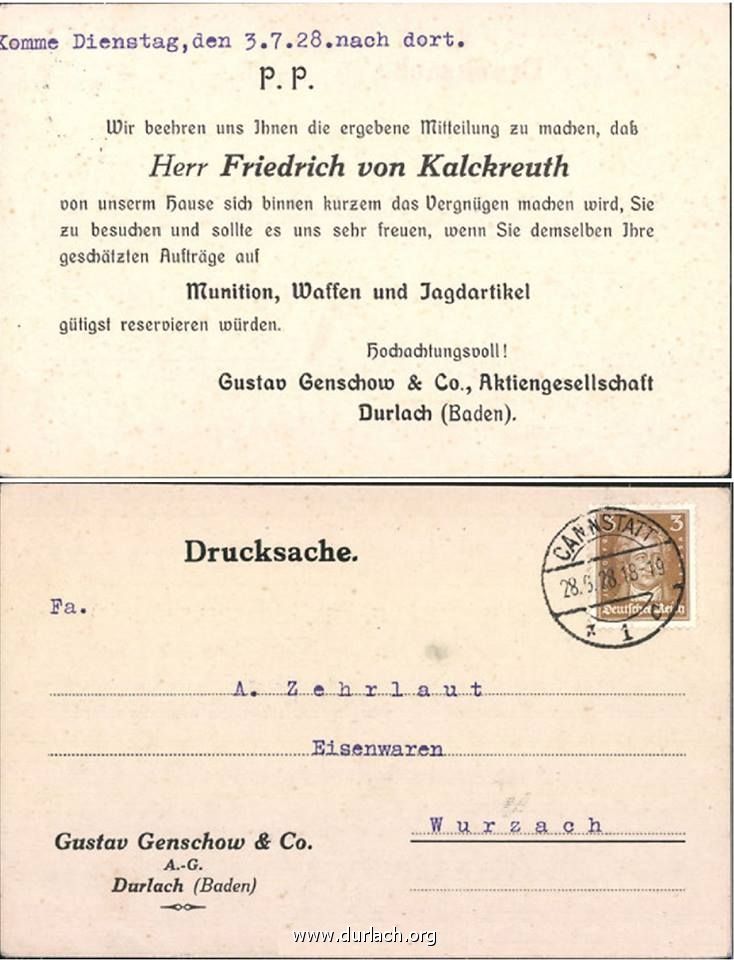 Komme Dienstag,den 3.7.28.nach dort.
P. P.
Wir beehren uns Ihnen die ergebene Mitteilung zu machen, daß
Herr Friedrich von Kalckreuth
von unserm Hause sich binnen kurzem das Vergnügen machen wird, Sie
zu besuchen und sollte es uns sehr freuen, wenn Sie demselben Ihre
geschätzten Aufträge auf
Munition, Waffen und Jagdartikel
gütigst reservieren würden.
Hochachtungsvoll!
Gustav Genschow & Co., Aktiengesellschaft
Durlach (Baden).
Drucksache.
CANNSTATT
28.6.28.18-19
1
3 3
Deutsches Reich
Fa.
A. Zehrlaut
Eisenwaren
Wurzach
Gustav Genschow & Co.
A.-G.
Durlach (Baden)
www.durlach.org